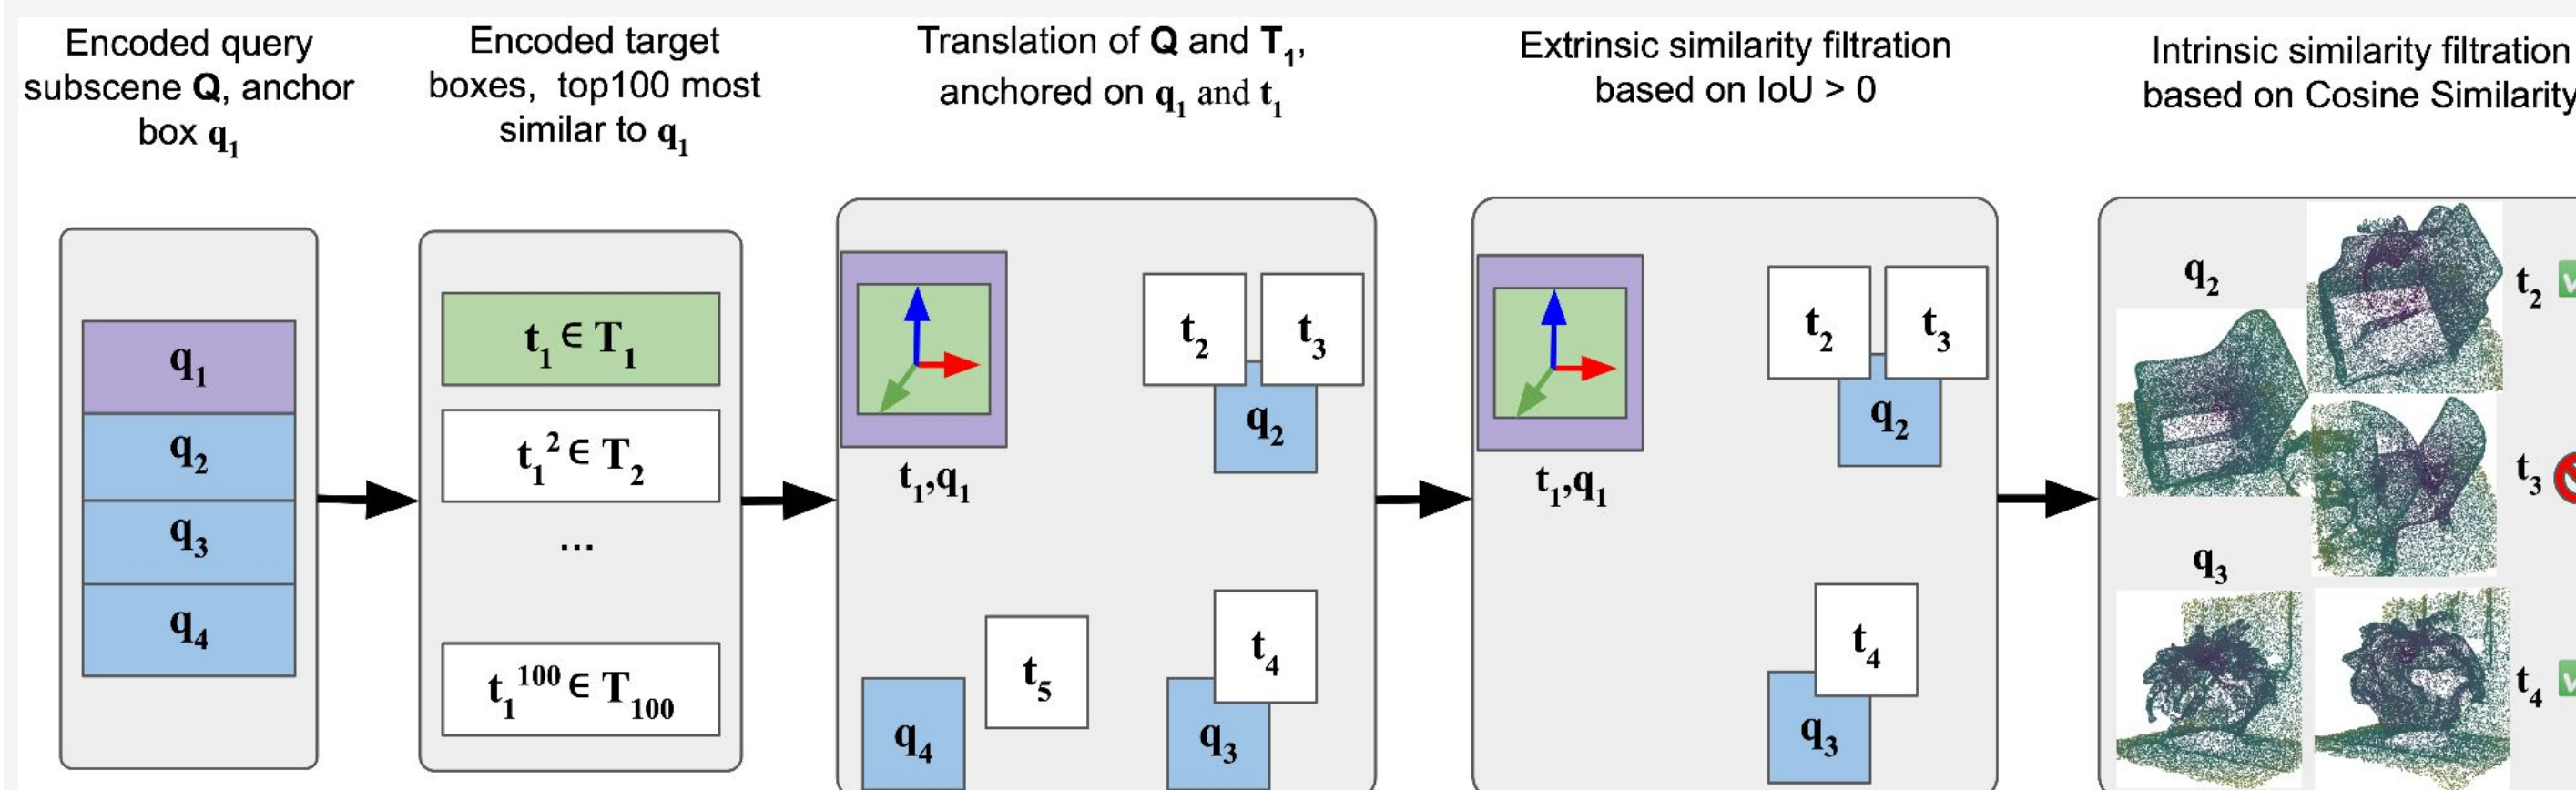 Encoded query
subscene Q, anchor
box q₁
Encoded target
boxes, top100 most
similar to q₁
Translation of Q and T₁,
anchored on q₁ and t₁
Extrinsic similarity filtration
based on IoU > 0
Intrinsic similarity filtration
based on Cosine Similarity
q₁
q₂
q₃
q₄
t₁ ∈ T₁
t₁² ∈ T₂
...
t₁¹⁰⁰ ∈ T₁₀₀
t₂ t₃
q₂
t₁,q₁
t₅ t₄
q₄ q₃
t₂ t₃
q₂
t₁,q₁
t₄
q₃
q₂ t₂
t₃
q₃
t₄